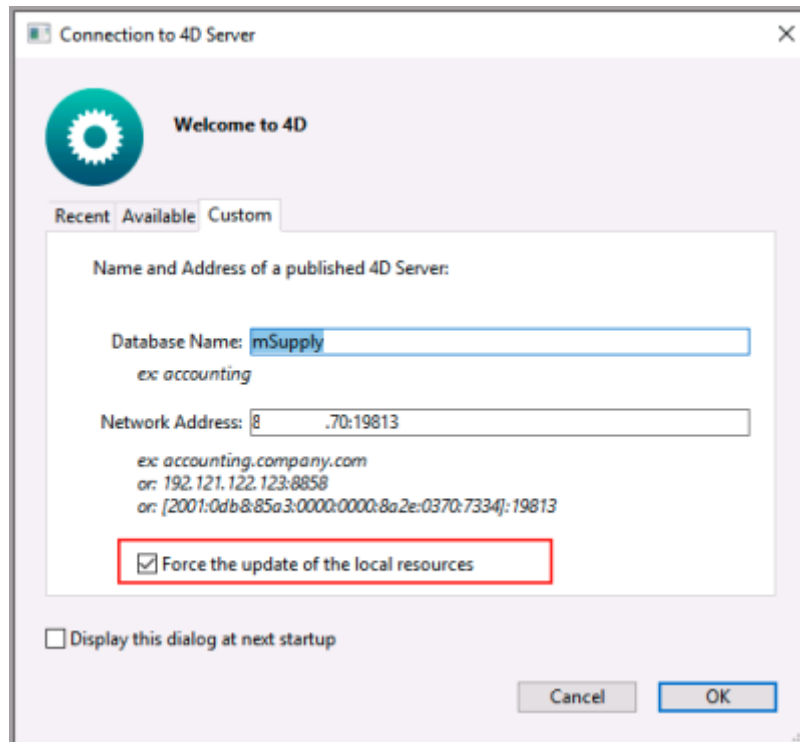 Connection to 4D Server
Welcome to 4D
Recent Available Custom
Name and Address of a published 4D Server:
Database Name: mSupply
ex: accounting
Network Address: 8 .70:19813
ex: accounting.company.com
or: 192.121.122.123:8858
or: [2001:0db8:85a3:0000:0000:8a2e:0370:7334]:19813
Force the update of the local resources
Display this dialog at next startup
Cancel OK